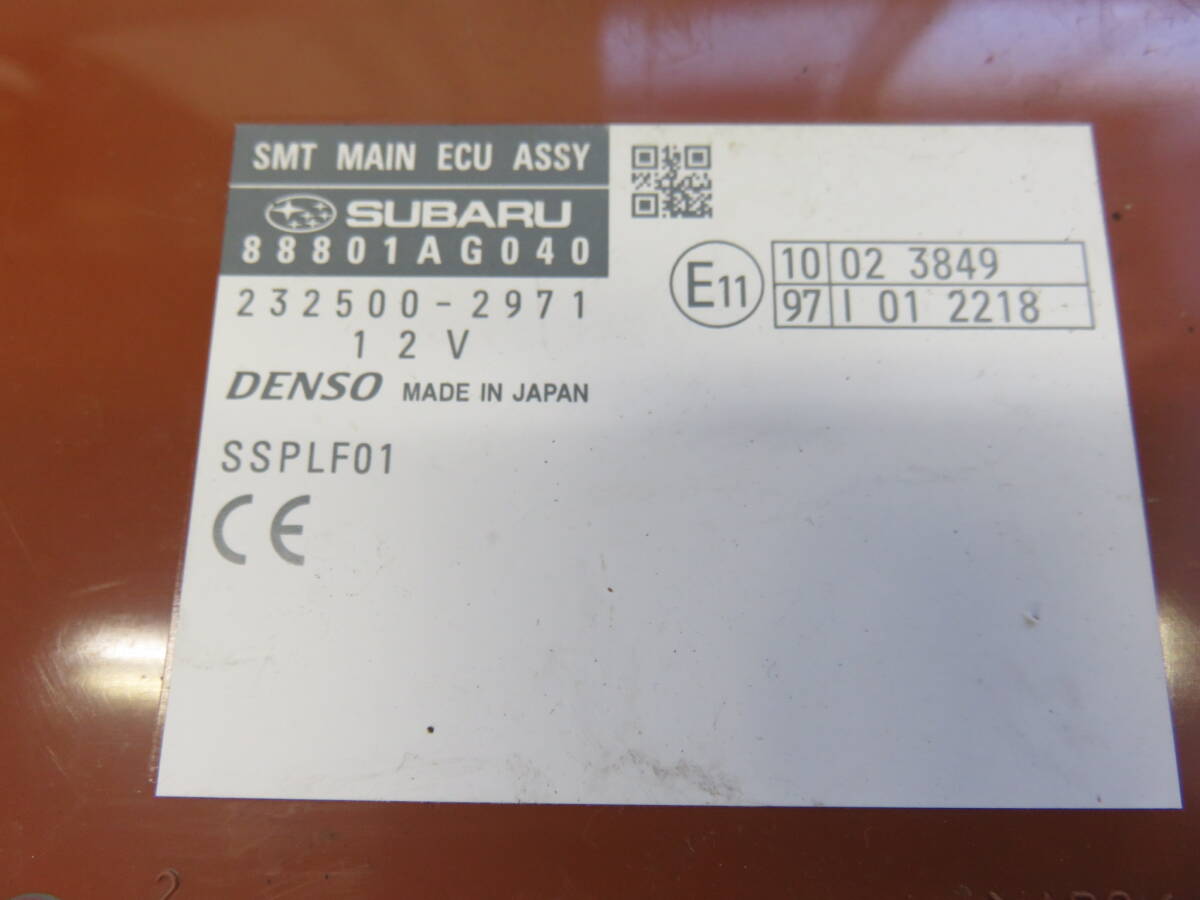 SMT MAIN ECU ASSY
SUBARU
88801AG040
232500-2971
12V
DENSO MADE IN JAPAN
SSPLF01
CE
E11
10 02 3849
97 I 01 2218
2